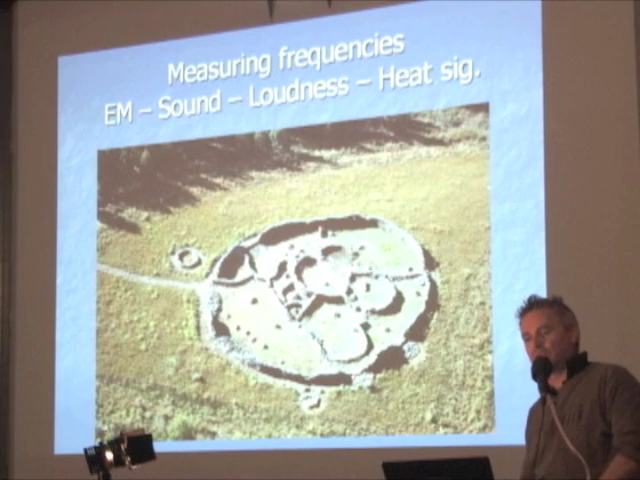 Measuring frequencies
EM – Sound – Loudness – Heat sig.